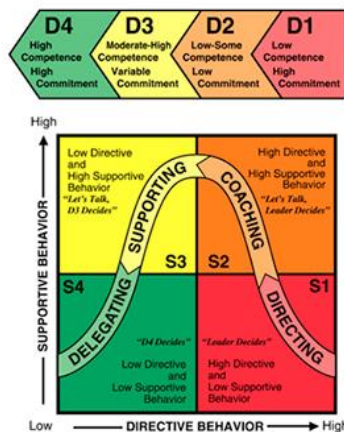 D4
High
Competence
High
Commitment
D3
Moderate-High
Competence
Variable
Commitment
D2
Low-Some
Competence
Low
Commitment
D1
Low
Competence
High
Commitment
High
Low Directive
and
High Supportive
Behavior
"Let's Talk,
D3 Decides"
High Directive
and
High Supportive
Behavior
"Let's Talk,
Leader Decides"
SUPPORTING
COACHING
S3
S2
S4
S1
DELEGATING
DIRECTING
"D4 Decides"
Low Directive
and
Low Supportive
Behavior
"Leader Decides"
High Directive
and
Low Supportive
Behavior
SUPPORTIVE BEHAVIOR
Low
DIRECTIVE BEHAVIOR
High